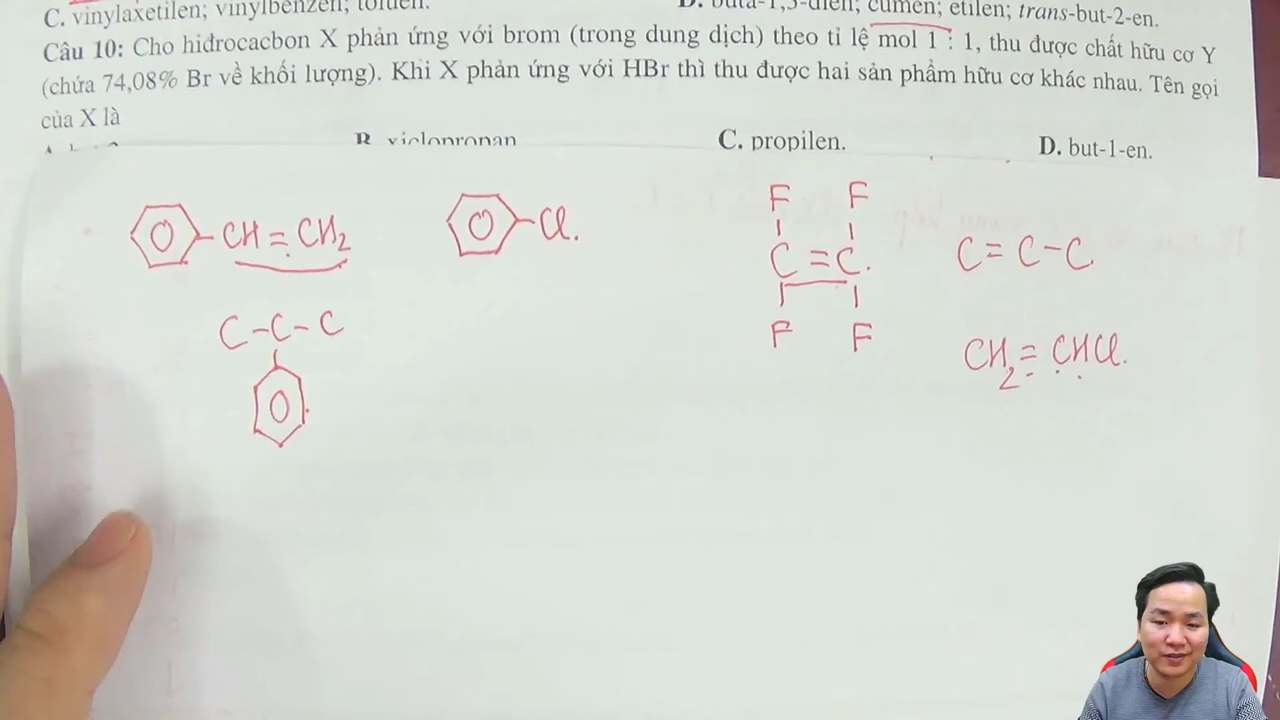 C. vinylaxetilen; vinylbenzen; toluen. D. buta-1,3-đien; cumen; etilen; trans-but-2-en.
Câu 10: Cho hiđrocacbon X phản ứng với brom (trong dung dịch) theo tỉ lệ mol 1 : 1, thu được chất hữu cơ Y
(chứa 74,08% Br về khối lượng). Khi X phản ứng với HBr thì thu được hai sản phẩm hữu cơ khác nhau. Tên gọi
của X là
B. xiclopropan C. propilen. D. but-1-en.
F F
CH = CH2 Cl. C = C. C = C - C
F F
C - C - C CH2 = CHCl.